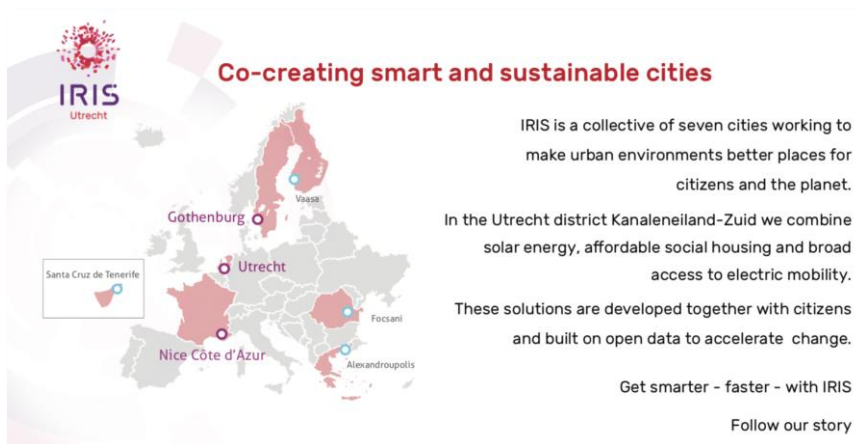 IRIS
Utrecht
Co-creating smart and sustainable cities
Vaasa
Gothenburg
Utrecht
Santa Cruz de Tenerife
Focsani
Nice Côte d'Azur
Alexandroupolis
IRIS is a collective of seven cities working to
make urban environments better places for
citizens and the planet.
In the Utrecht district Kanaleneiland-Zuid we combine
solar energy, affordable social housing and broad
access to electric mobility.
These solutions are developed together with citizens
and built on open data to accelerate change.
Get smarter - faster - with IRIS
Follow our story